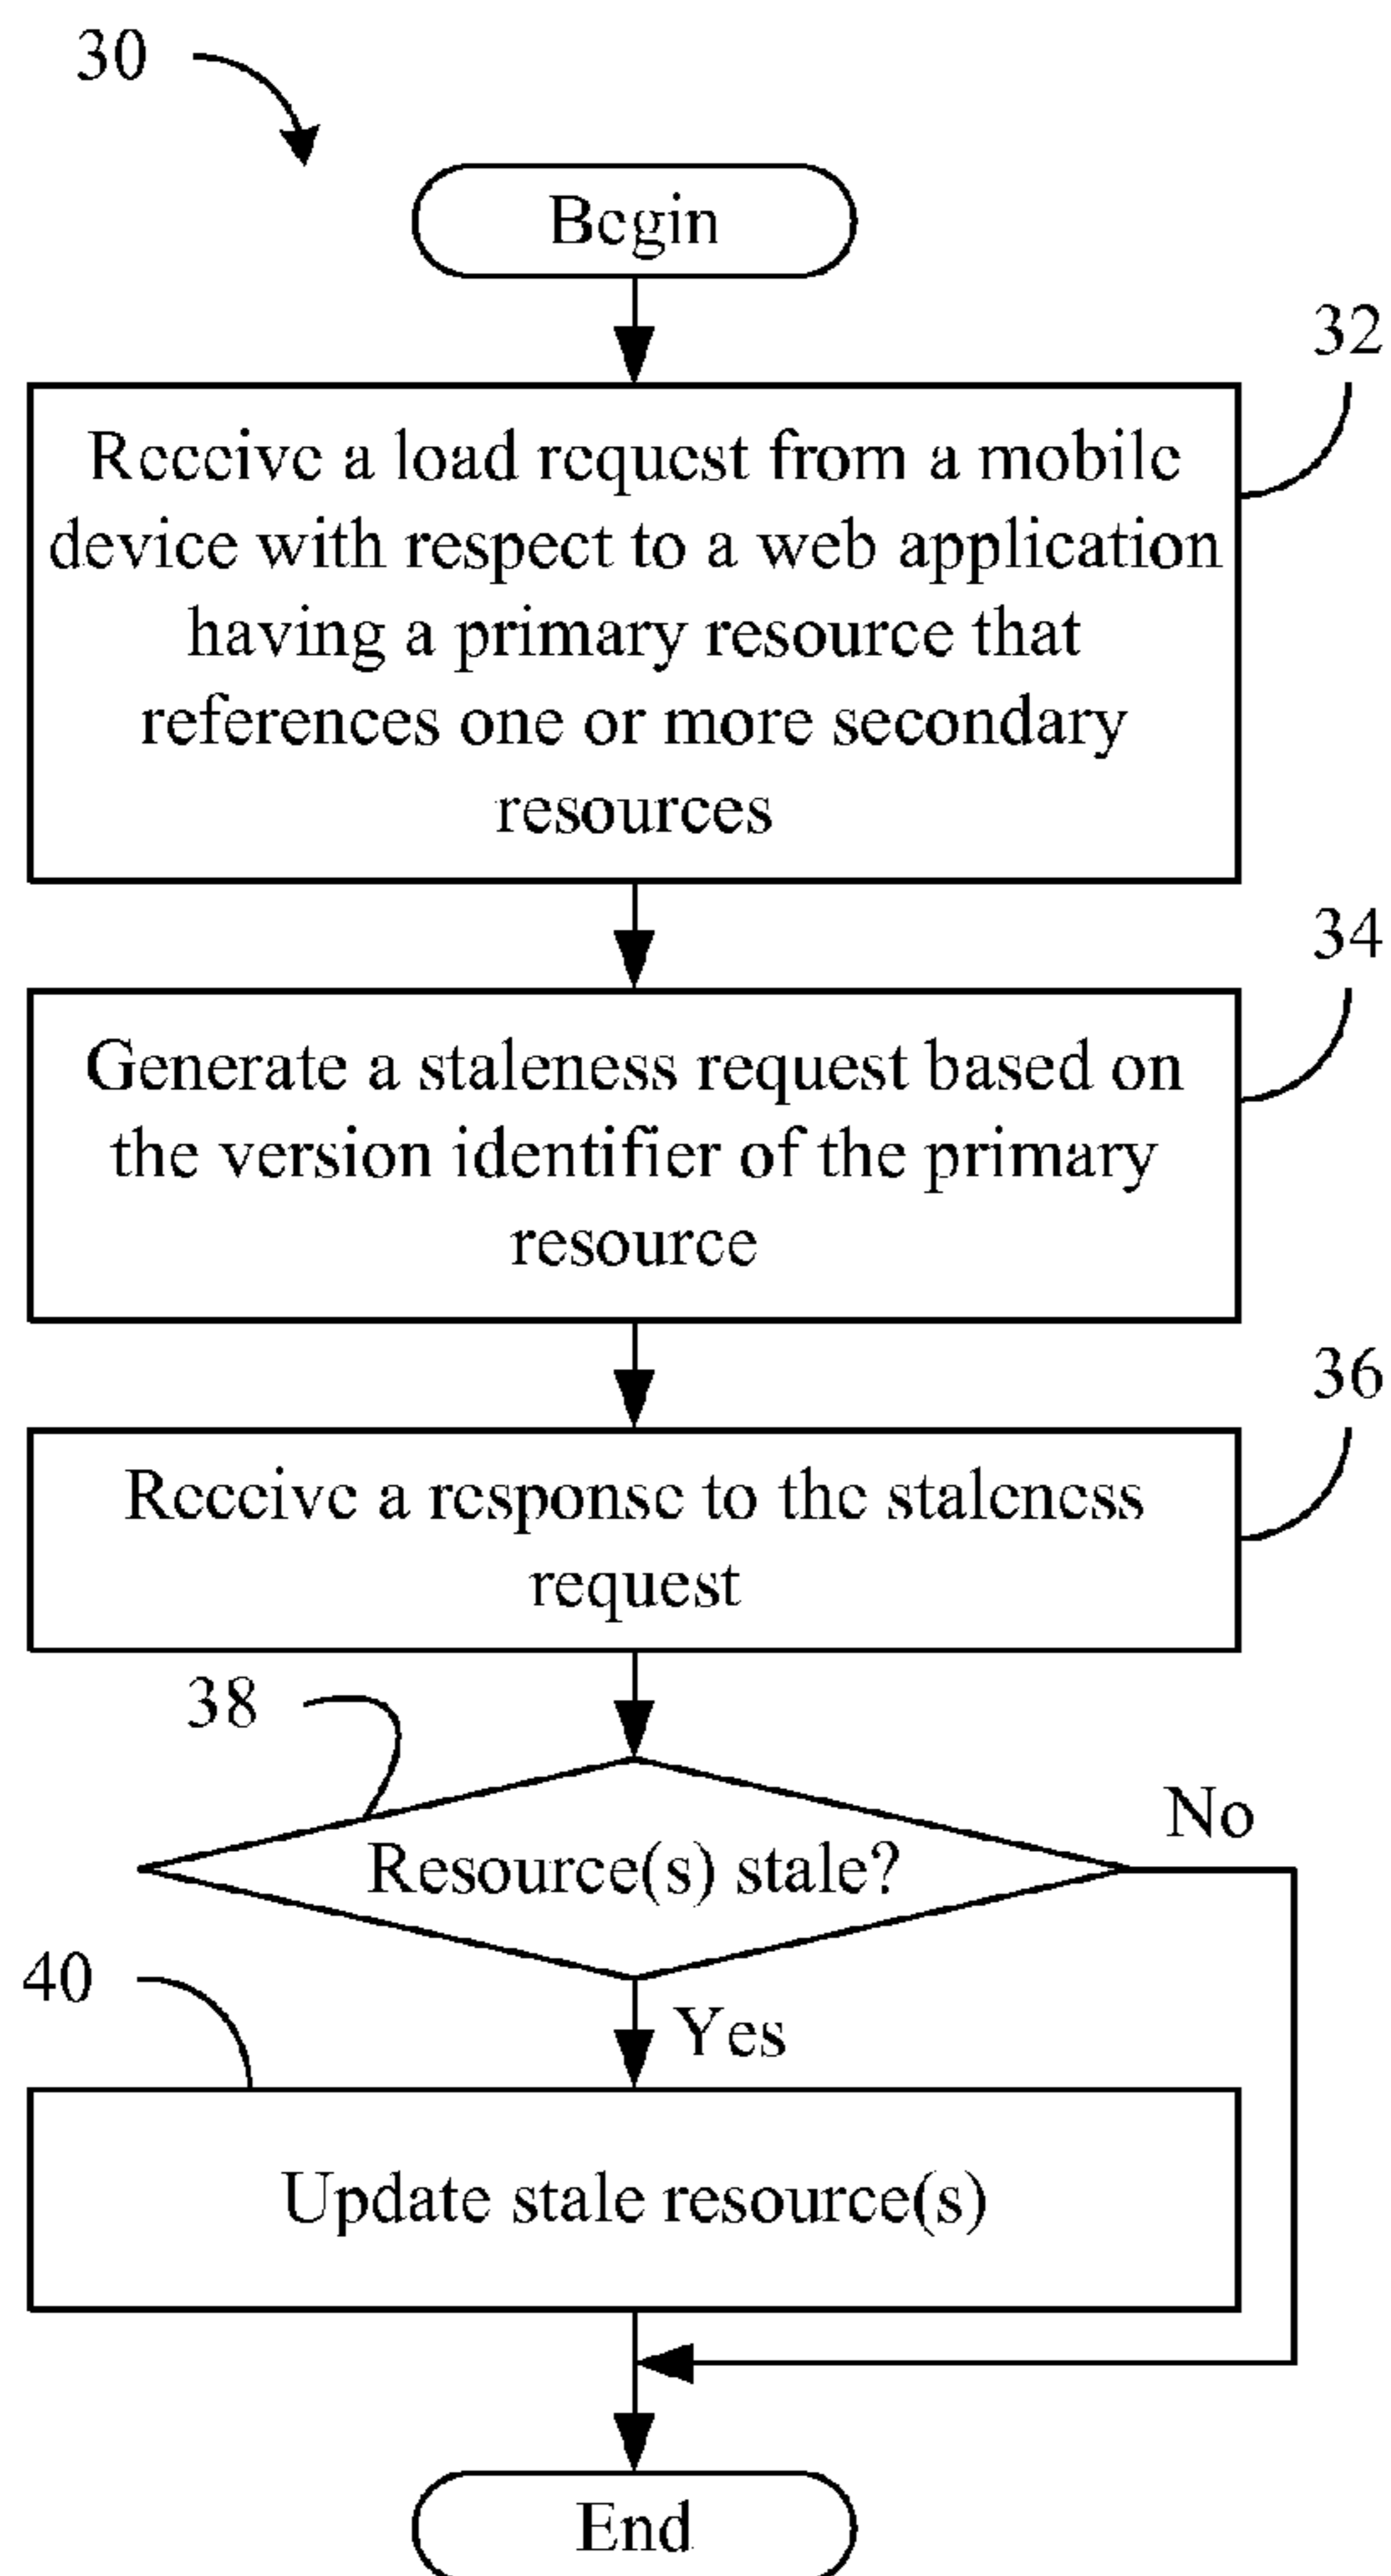 30
Begin
32
Receive a load request from a mobile
device with respect to a web application
having a primary resource that
references one or more secondary
resources
34
Generate a staleness request based on
the version identifier of the primary
resource
36
Receive a response to the staleness
request
38
Resource(s) stale?
No
40
Yes
Update stale resource(s)
End